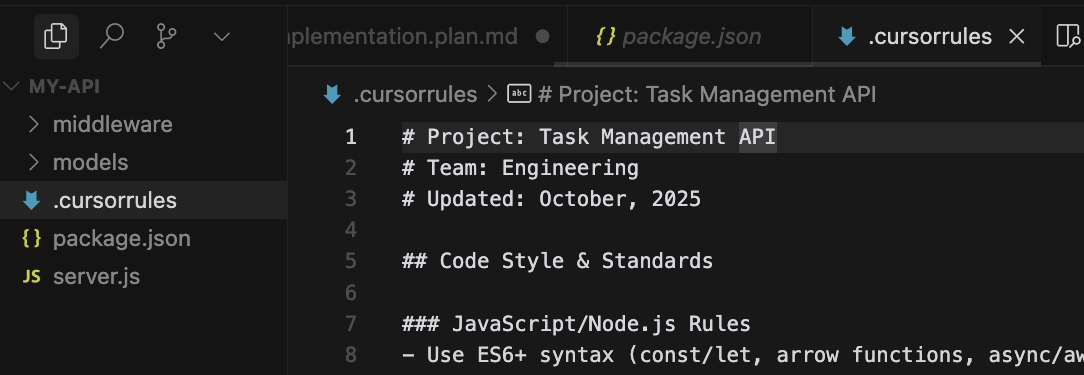 mplementation.plan.md
{} package.json
.cursorrules
MY-API
middleware
models
.cursorrules
{} package.json
JS server.js
.cursorrules > abc # Project: Task Management API
1 # Project: Task Management API
2 # Team: Engineering
3 # Updated: October, 2025
4
5 ## Code Style & Standards
6
7 ### JavaScript/Node.js Rules
8 - Use ES6+ syntax (const/let, arrow functions, async/aw